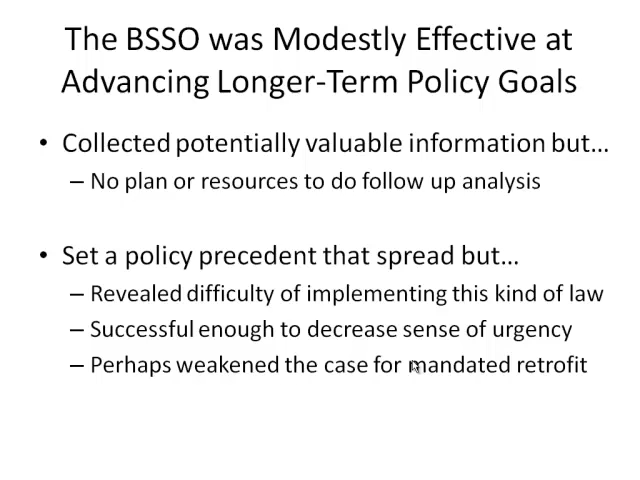 The BSSO was Modestly Effective at
Advancing Longer-Term Policy Goals
• Collected potentially valuable information but…
– No plan or resources to do follow up analysis
• Set a policy precedent that spread but…
– Revealed difficulty of implementing this kind of law
– Successful enough to decrease sense of urgency
– Perhaps weakened the case for mandated retrofit